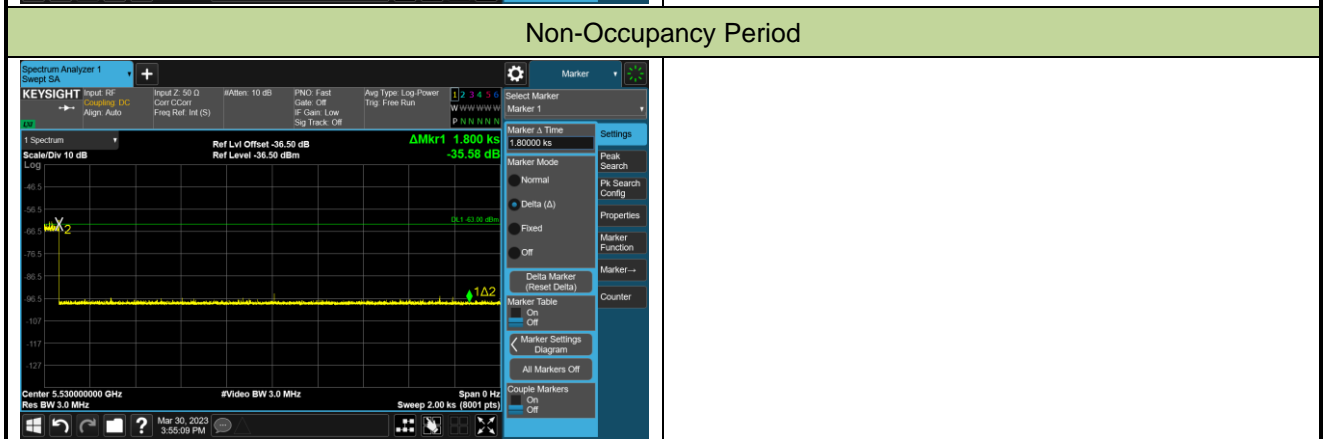 Non-Occupancy Period
Spectrum Analyzer 1
Swept SA
+
Marker
KEYSIGHT
Input: RF
Coupling: DC
Align: Auto
Input Z: 50 Ω
Corr CCorr
Freq Ref: Int (S)
#Atten: 10 dB
PNO: Fast
Gate: Off
IF Gain: Low
Sig Track: Off
Avg Type: Log-Power
Trig: Free Run
1 2 3 4 5 6
W W W W W W
P N N N N N
Select Marker
Marker 1
1 Spectrum
Scale/Div 10 dB
Log
Ref Lvl Offset -36.50 dB
Ref Level -36.50 dBm
ΔMkr1 1.800 ks
-35.58 dB
-46.5
-56.5
-66.5
-76.5
-86.5
-96.5
-107
-117
-127
X2
DL1 -63.90 dBm
1Δ2
Center 5.530000000 GHz
Res BW 3.0 MHz
#Video BW 3.0 MHz
Span 0 Hz
Sweep 2.00 ks (8001 pts)
Marker Δ Time
1.80000 ks
Marker Mode
Normal
Delta (Δ)
Fixed
Off
Delta Marker
(Reset Delta)
Marker Table
On
Off
Marker Settings
Diagram
All Markers Off
Couple Markers
On
Off
Settings
Peak
Search
Pk Search
Config
Properties
Marker
Function
Marker→
Counter
?
Mar 30, 2023
3:55:09 PM